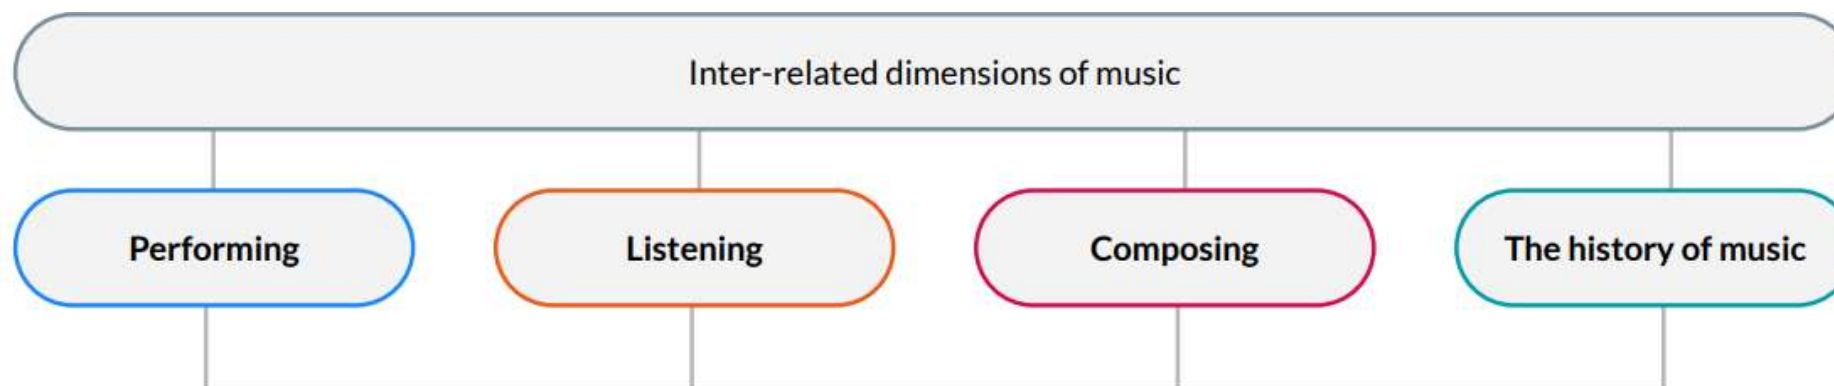 Inter-related dimensions of music
Performing
Listening
Composing
The history of music